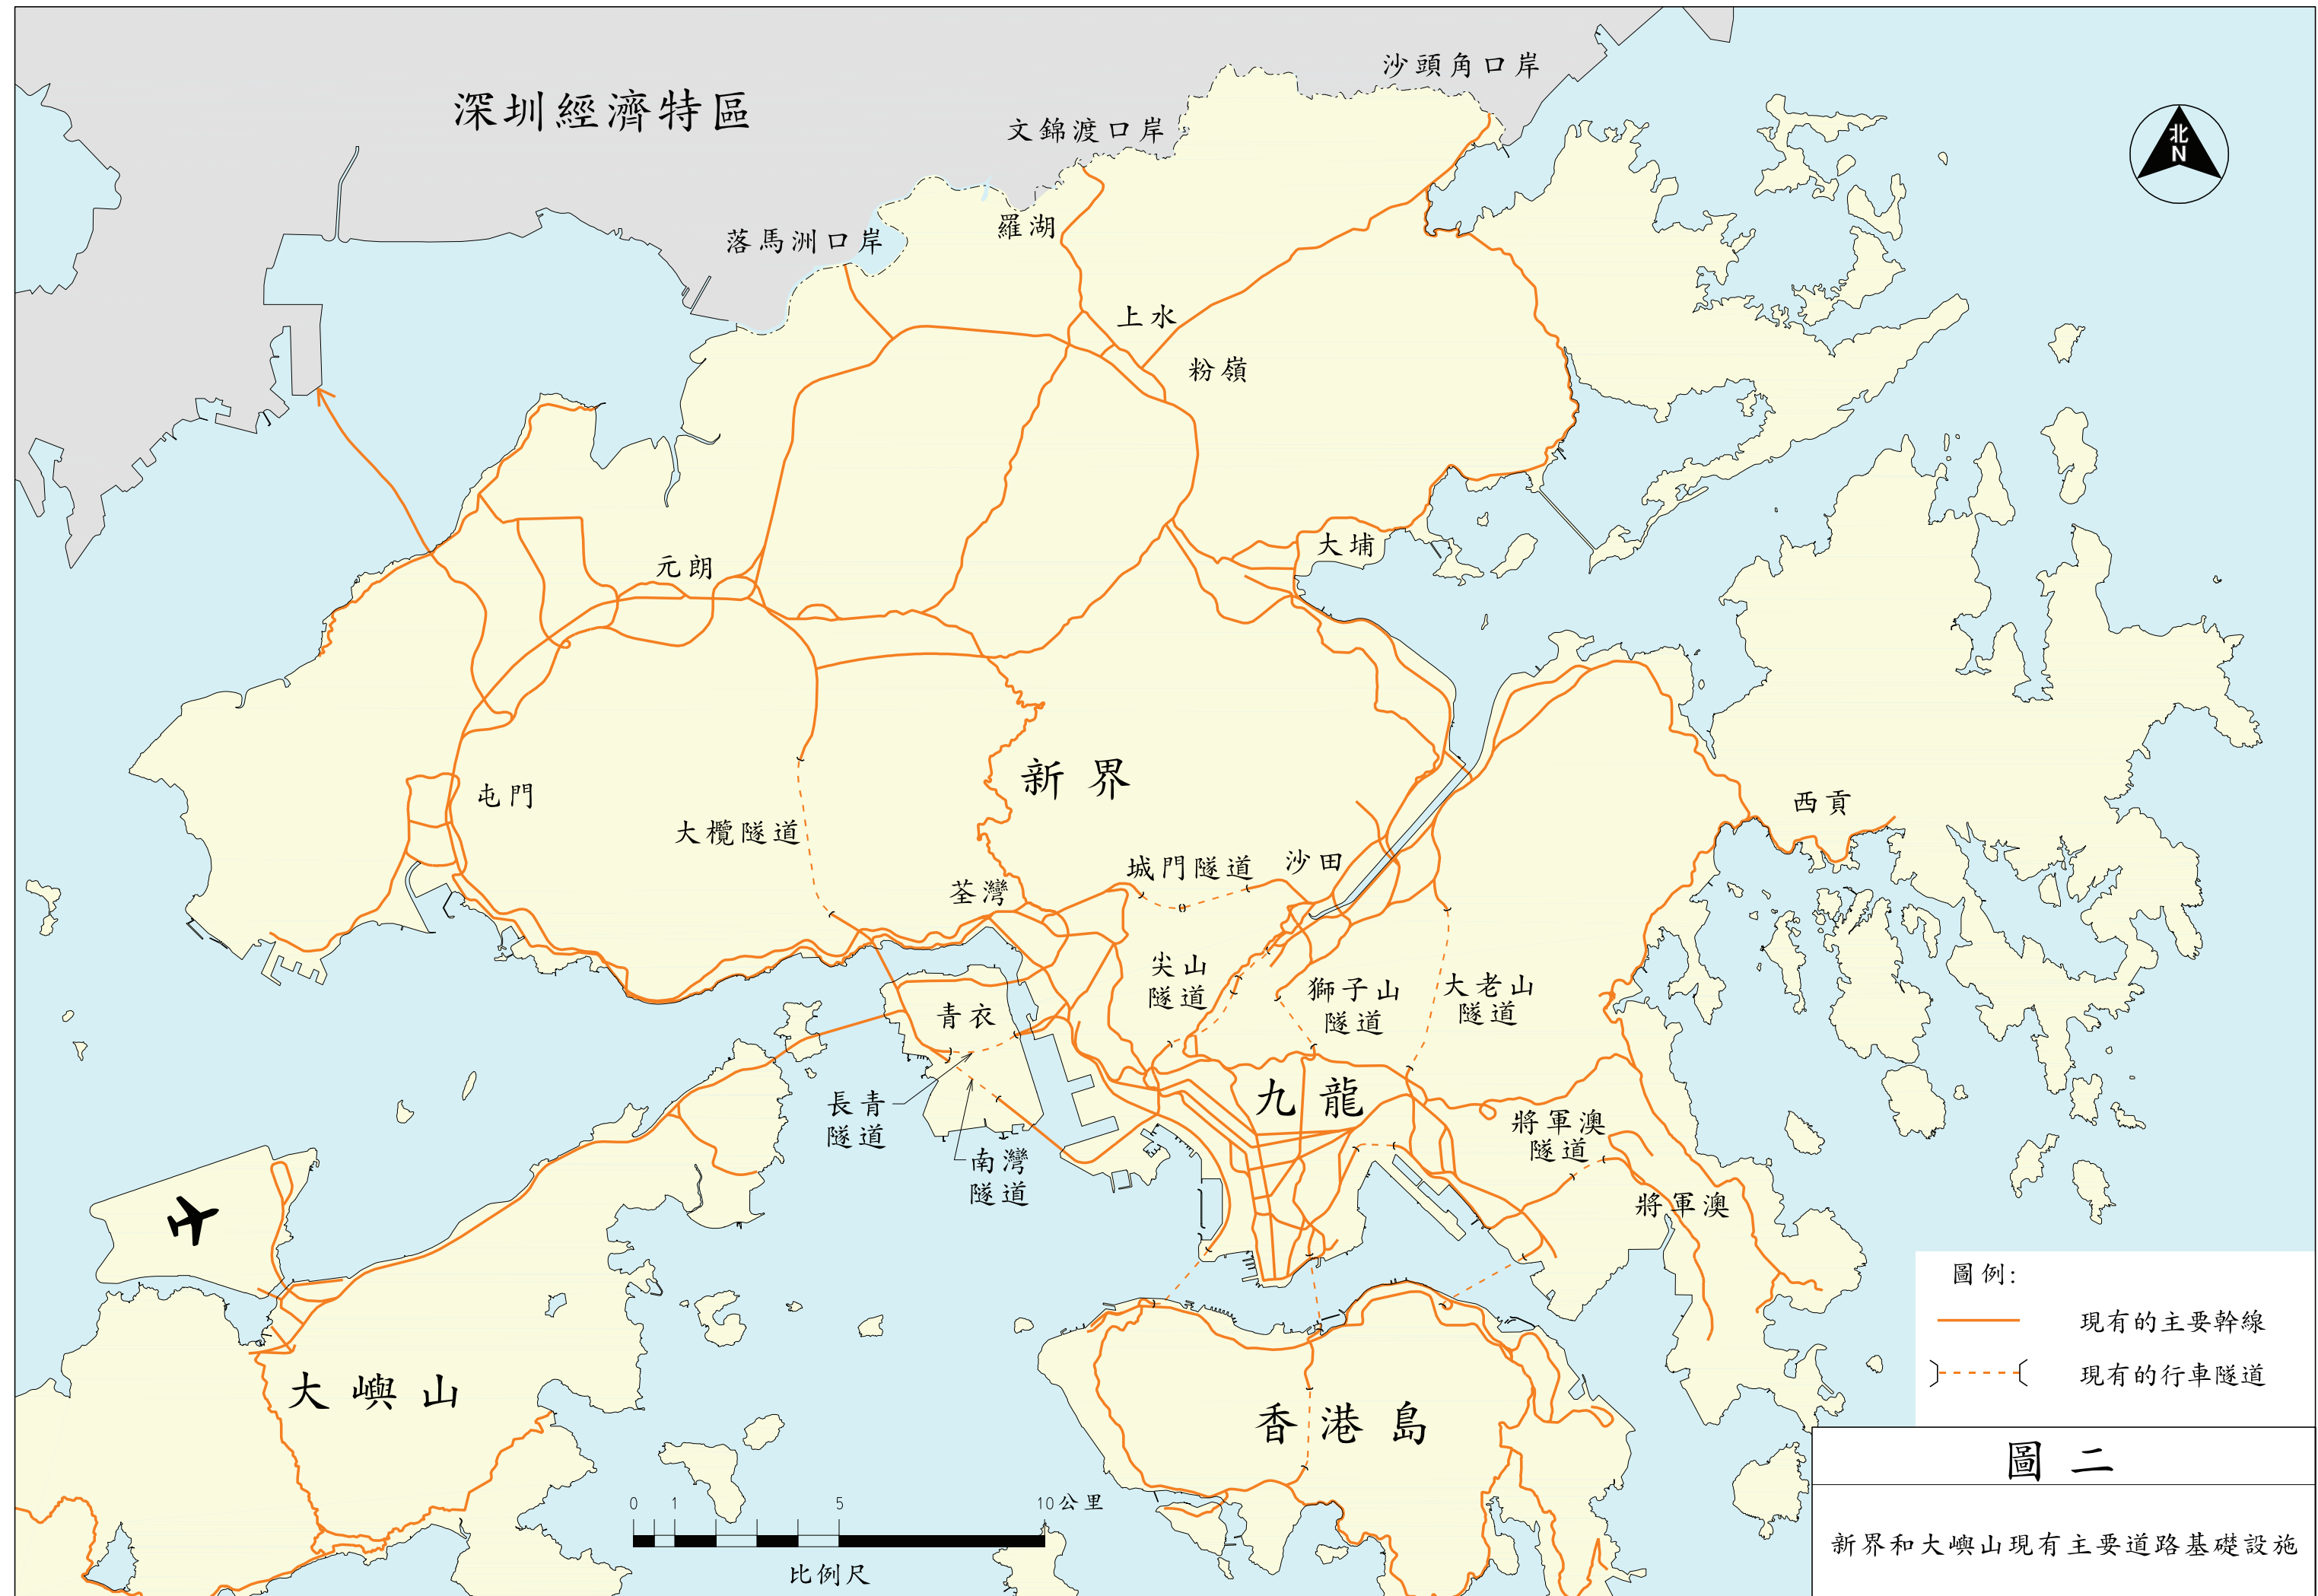 沙頭角口岸
深圳經濟特區
文錦渡口岸
北
N
羅湖
落馬洲口岸
上水
粉嶺
大埔
元朗
新界
屯門
西貢
大欖隧道
城門隧道
沙田
荃灣
尖山
隧道
獅子山
隧道
大老山
隧道
青衣
九龍
長青
隧道
將軍澳
隧道
南灣
隧道
將軍澳
圖例:
現有的主要幹線
現有的行車隧道
大嶼山
香港島
圖二
0 1 5 10公里
比例尺
新界和大嶼山現有主要道路基礎設施